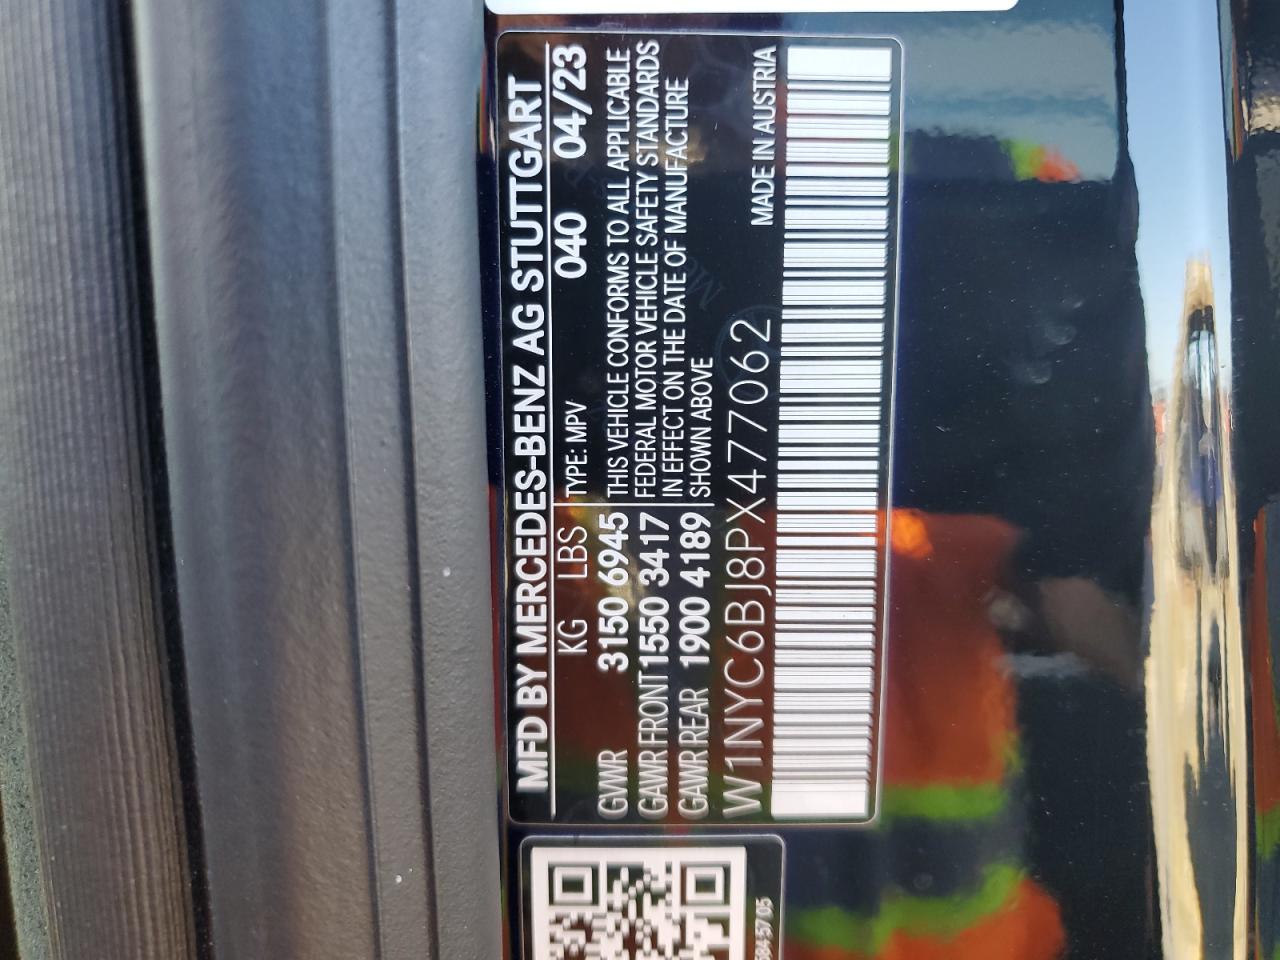 MFD BY MERCEDES-BENZ AG STUTTGART
KG LBS TYPE: MPV 040 04/23
GVWR 3150 6945 THIS VEHICLE CONFORMS TO ALL APPLICABLE
GAWR FRONT 1550 3417 FEDERAL MOTOR VEHICLE SAFETY STANDARDS
GAWR REAR 1900 4189 IN EFFECT ON THE DATE OF MANUFACTURE
SHOWN ABOVE
W1NYC6BJ8PX477062 MADE IN AUSTRIA